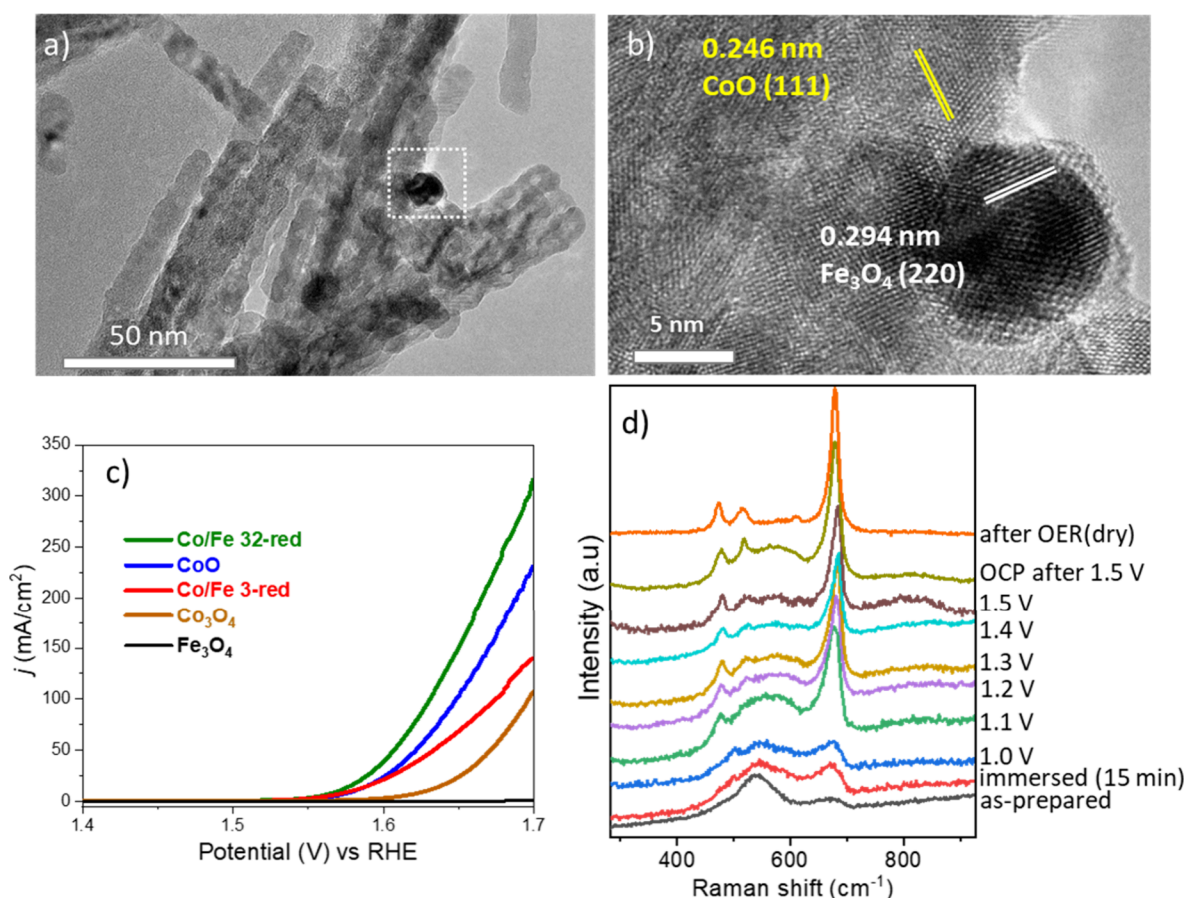 a)
50 nm
b)
0.246 nm
CoO (111)
0.294 nm
Fe₃O₄ (220)
5 nm
c)
350
300
250
200
150
100
50
0
j (mA/cm²)
Co/Fe 32-red
CoO
Co/Fe 3-red
Co₃O₄
Fe₃O₄
1.4
1.5
1.6
1.7
Potential (V) vs RHE
d)
Intensity (a.u)
after OER(dry)
OCP after 1.5 V
1.5 V
1.4 V
1.3 V
1.2 V
1.1 V
1.0 V
immersed (15 min)
as-prepared
400
600
800
Raman shift (cm⁻¹)